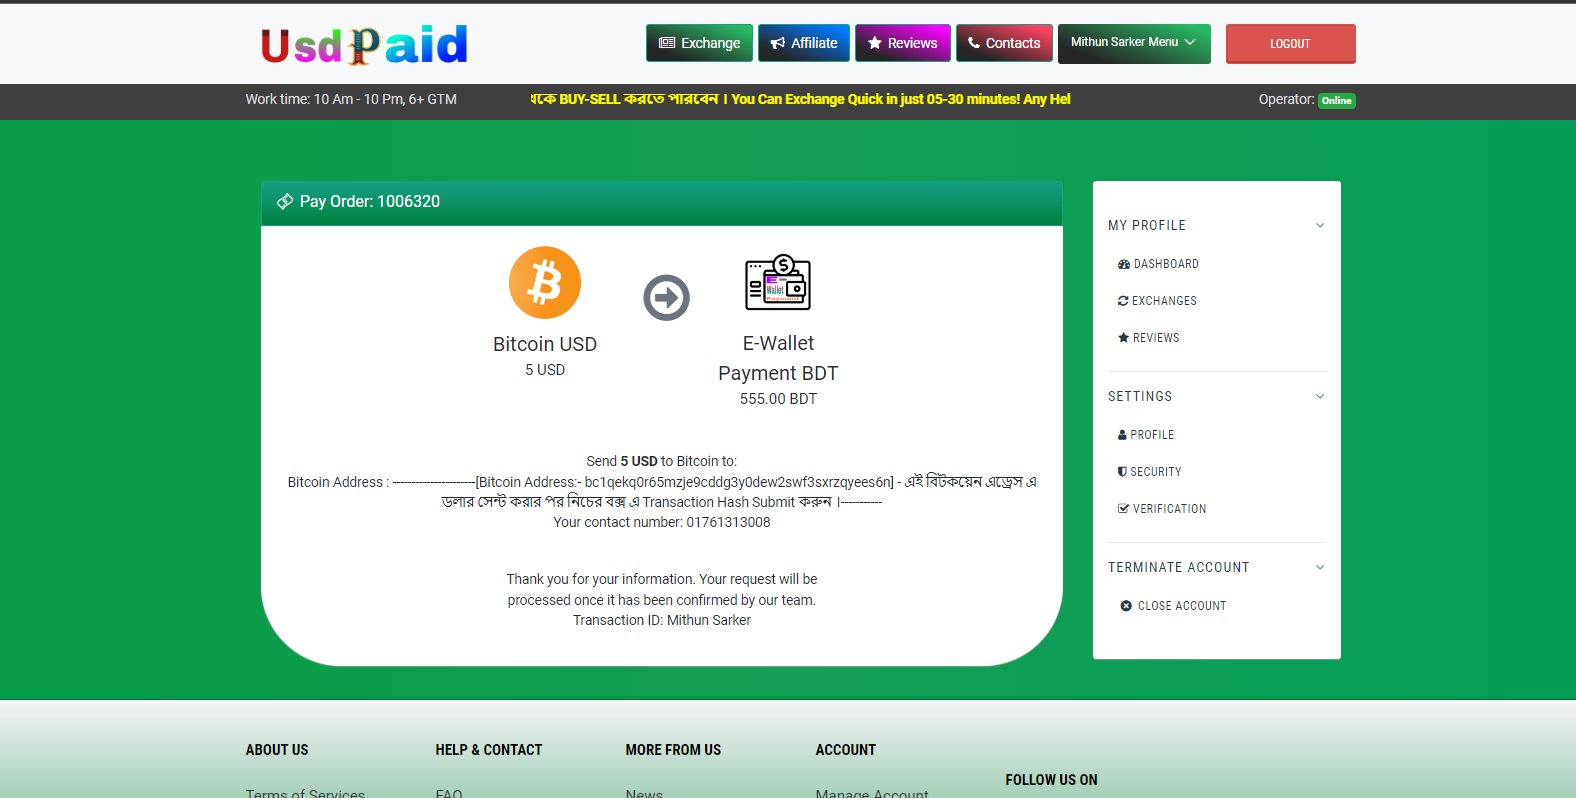 UsdPaid
Exchange
Affiliate
Reviews
Contacts
Mithun Sarker Menu
LOGOUT
Work time: 10 Am - 10 Pm, 6+ GTM
BUY-SELL করতে পারবেন । You Can Exchange Quick in just 05-30 minutes! Any Hel
Operator: Online
Pay Order: 1006320
Bitcoin USD
5 USD
E-Wallet
Payment BDT
555.00 BDT
Send 5 USD to Bitcoin to:
Bitcoin Address : ----------------------[Bitcoin Address:- bc1qekq0r65mzje9cddg3y0dew2swf3sxrzqyees6n] - এই বিটকয়েন এড্রেস এ
ডলার সেন্ট করার পর নিচের বক্স এ Transaction Hash Submit করুন ।-----------
Your contact number: 01761313008
Thank you for your information. Your request will be
processed once it has been confirmed by our team.
Transaction ID: Mithun Sarker
MY PROFILE
DASHBOARD
EXCHANGES
REVIEWS
SETTINGS
PROFILE
SECURITY
VERIFICATION
TERMINATE ACCOUNT
CLOSE ACCOUNT
ABOUT US
HELP & CONTACT
MORE FROM US
ACCOUNT
FOLLOW US ON
Terms of Services
FAQ
News
Manage Account